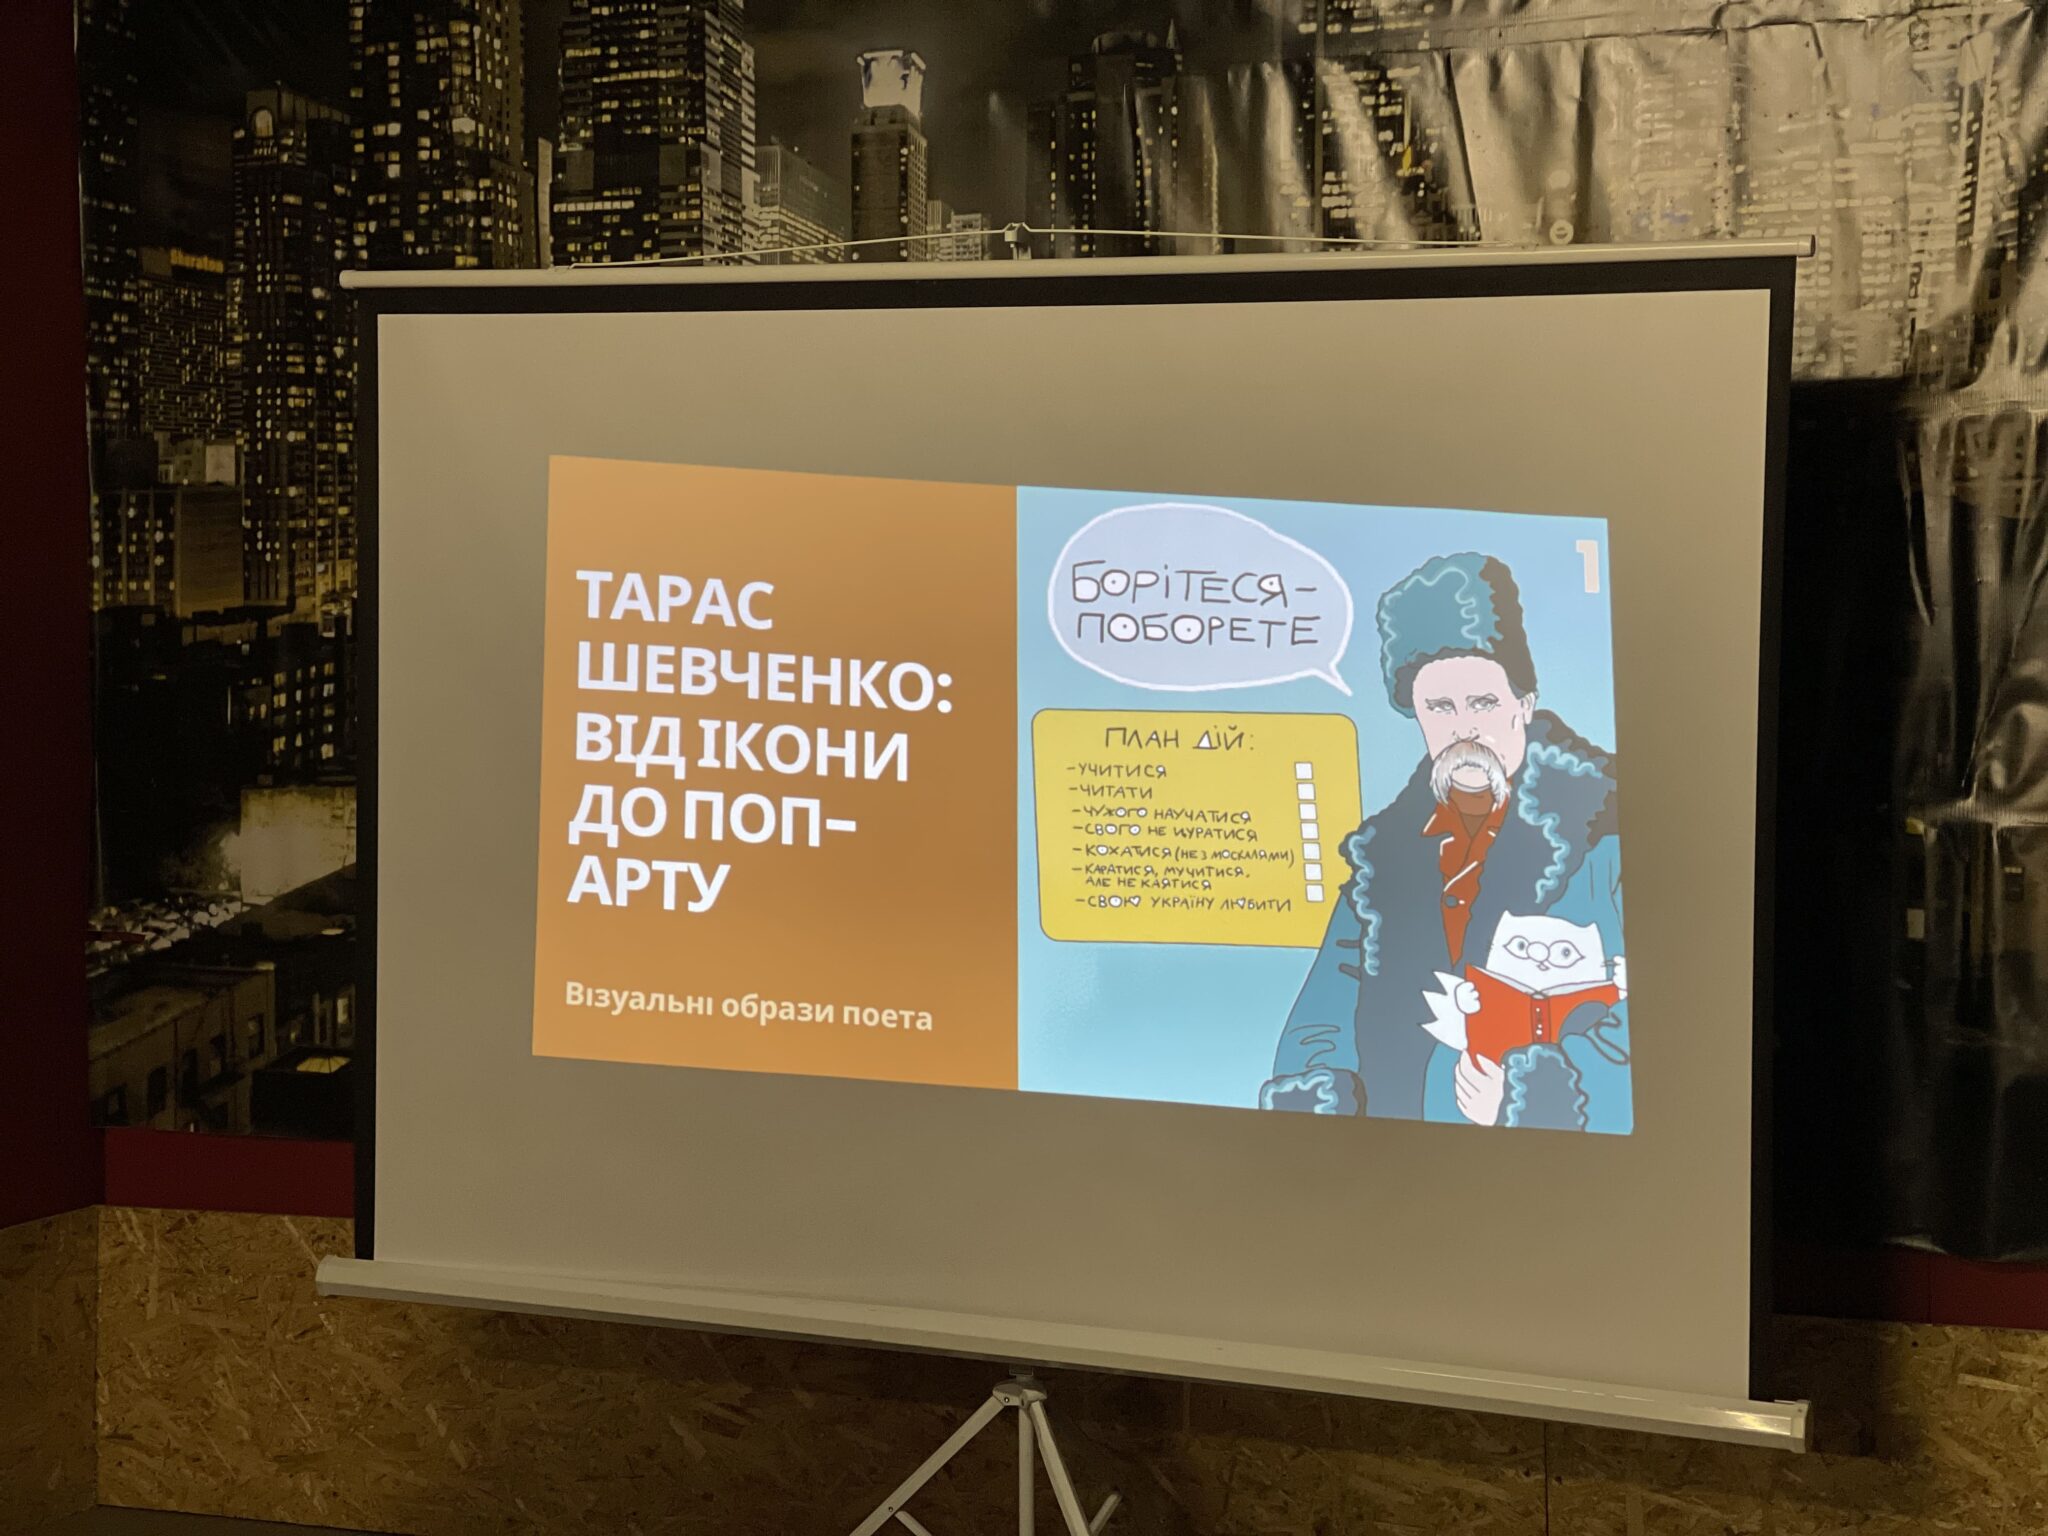 Sheraton
ТАРАС
ШЕВЧЕНКО:
ВІД ІКОНИ
ДО ПОП-
АРТУ
Візуальні образи поета
1
БОРІТЕСЯ-
ПОБОРЕТЕ
ПЛАН ДІЙ:
-УЧИТИСЯ
-ЧИТАТИ
-ЧУЖОГО НАУЧАТИСЯ
-СВОГО НЕ ЦУРАТИСЯ
-КОХАТИСЯ (НЕ З МОСКАЛЯМИ)
-КАРАТИСЯ, МУЧИТИСЯ,
АЛЕ НЕ КАЯТИСЯ
-СВОЮ УКРАЇНУ ЛЮБИТИ